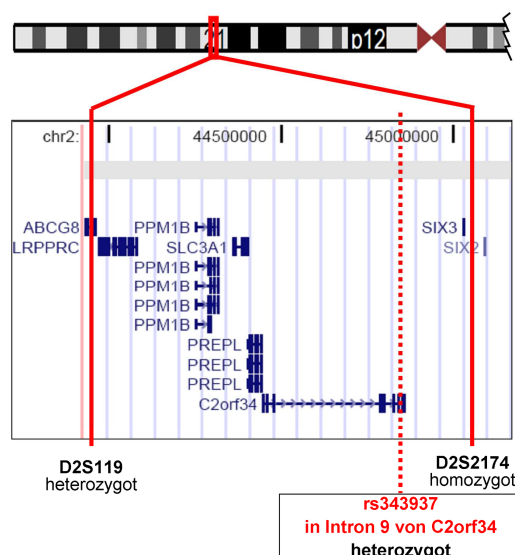 21 p12
chr2: 44500000 45000000
ABCG8 PPM1B SIX3
LRPPRC SLC3A1 SIX2
PPM1B
PPM1B
PPM1B
PPM1B
PREPL
PREPL
PREPL
C2orf34
D2S119 D2S2174
heterozygot homozygot
rs343937
in Intron 9 von C2orf34
heterozygot